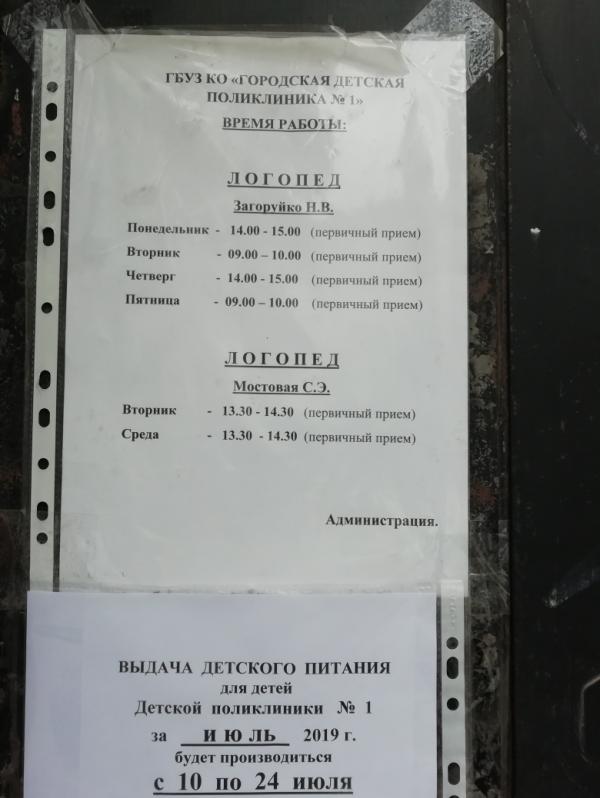 ГБУЗ КО «ГОРОДСКАЯ ДЕТСКАЯ
ПОЛИКЛИНИКА № 1»
ВРЕМЯ РАБОТЫ:
ЛОГОПЕД
Загоруйко Н.В.
Понедельник - 14.00 - 15.00 (первичный прием)
Вторник - 09.00 – 10.00 (первичный прием)
Четверг - 14.00 - 15.00 (первичный прием)
Пятница - 09.00 – 10.00 (первичный прием)
ЛОГОПЕД
Мостовая С.Э.
Вторник - 13.30 - 14.30 (первичный прием)
Среда - 13.30 - 14.30 (первичный прием)
Администрация.
ВЫДАЧА ДЕТСКОГО ПИТАНИЯ
для детей
Детской поликлиники № 1
за июль 2019 г.
будет производиться
с 10 по 24 июля